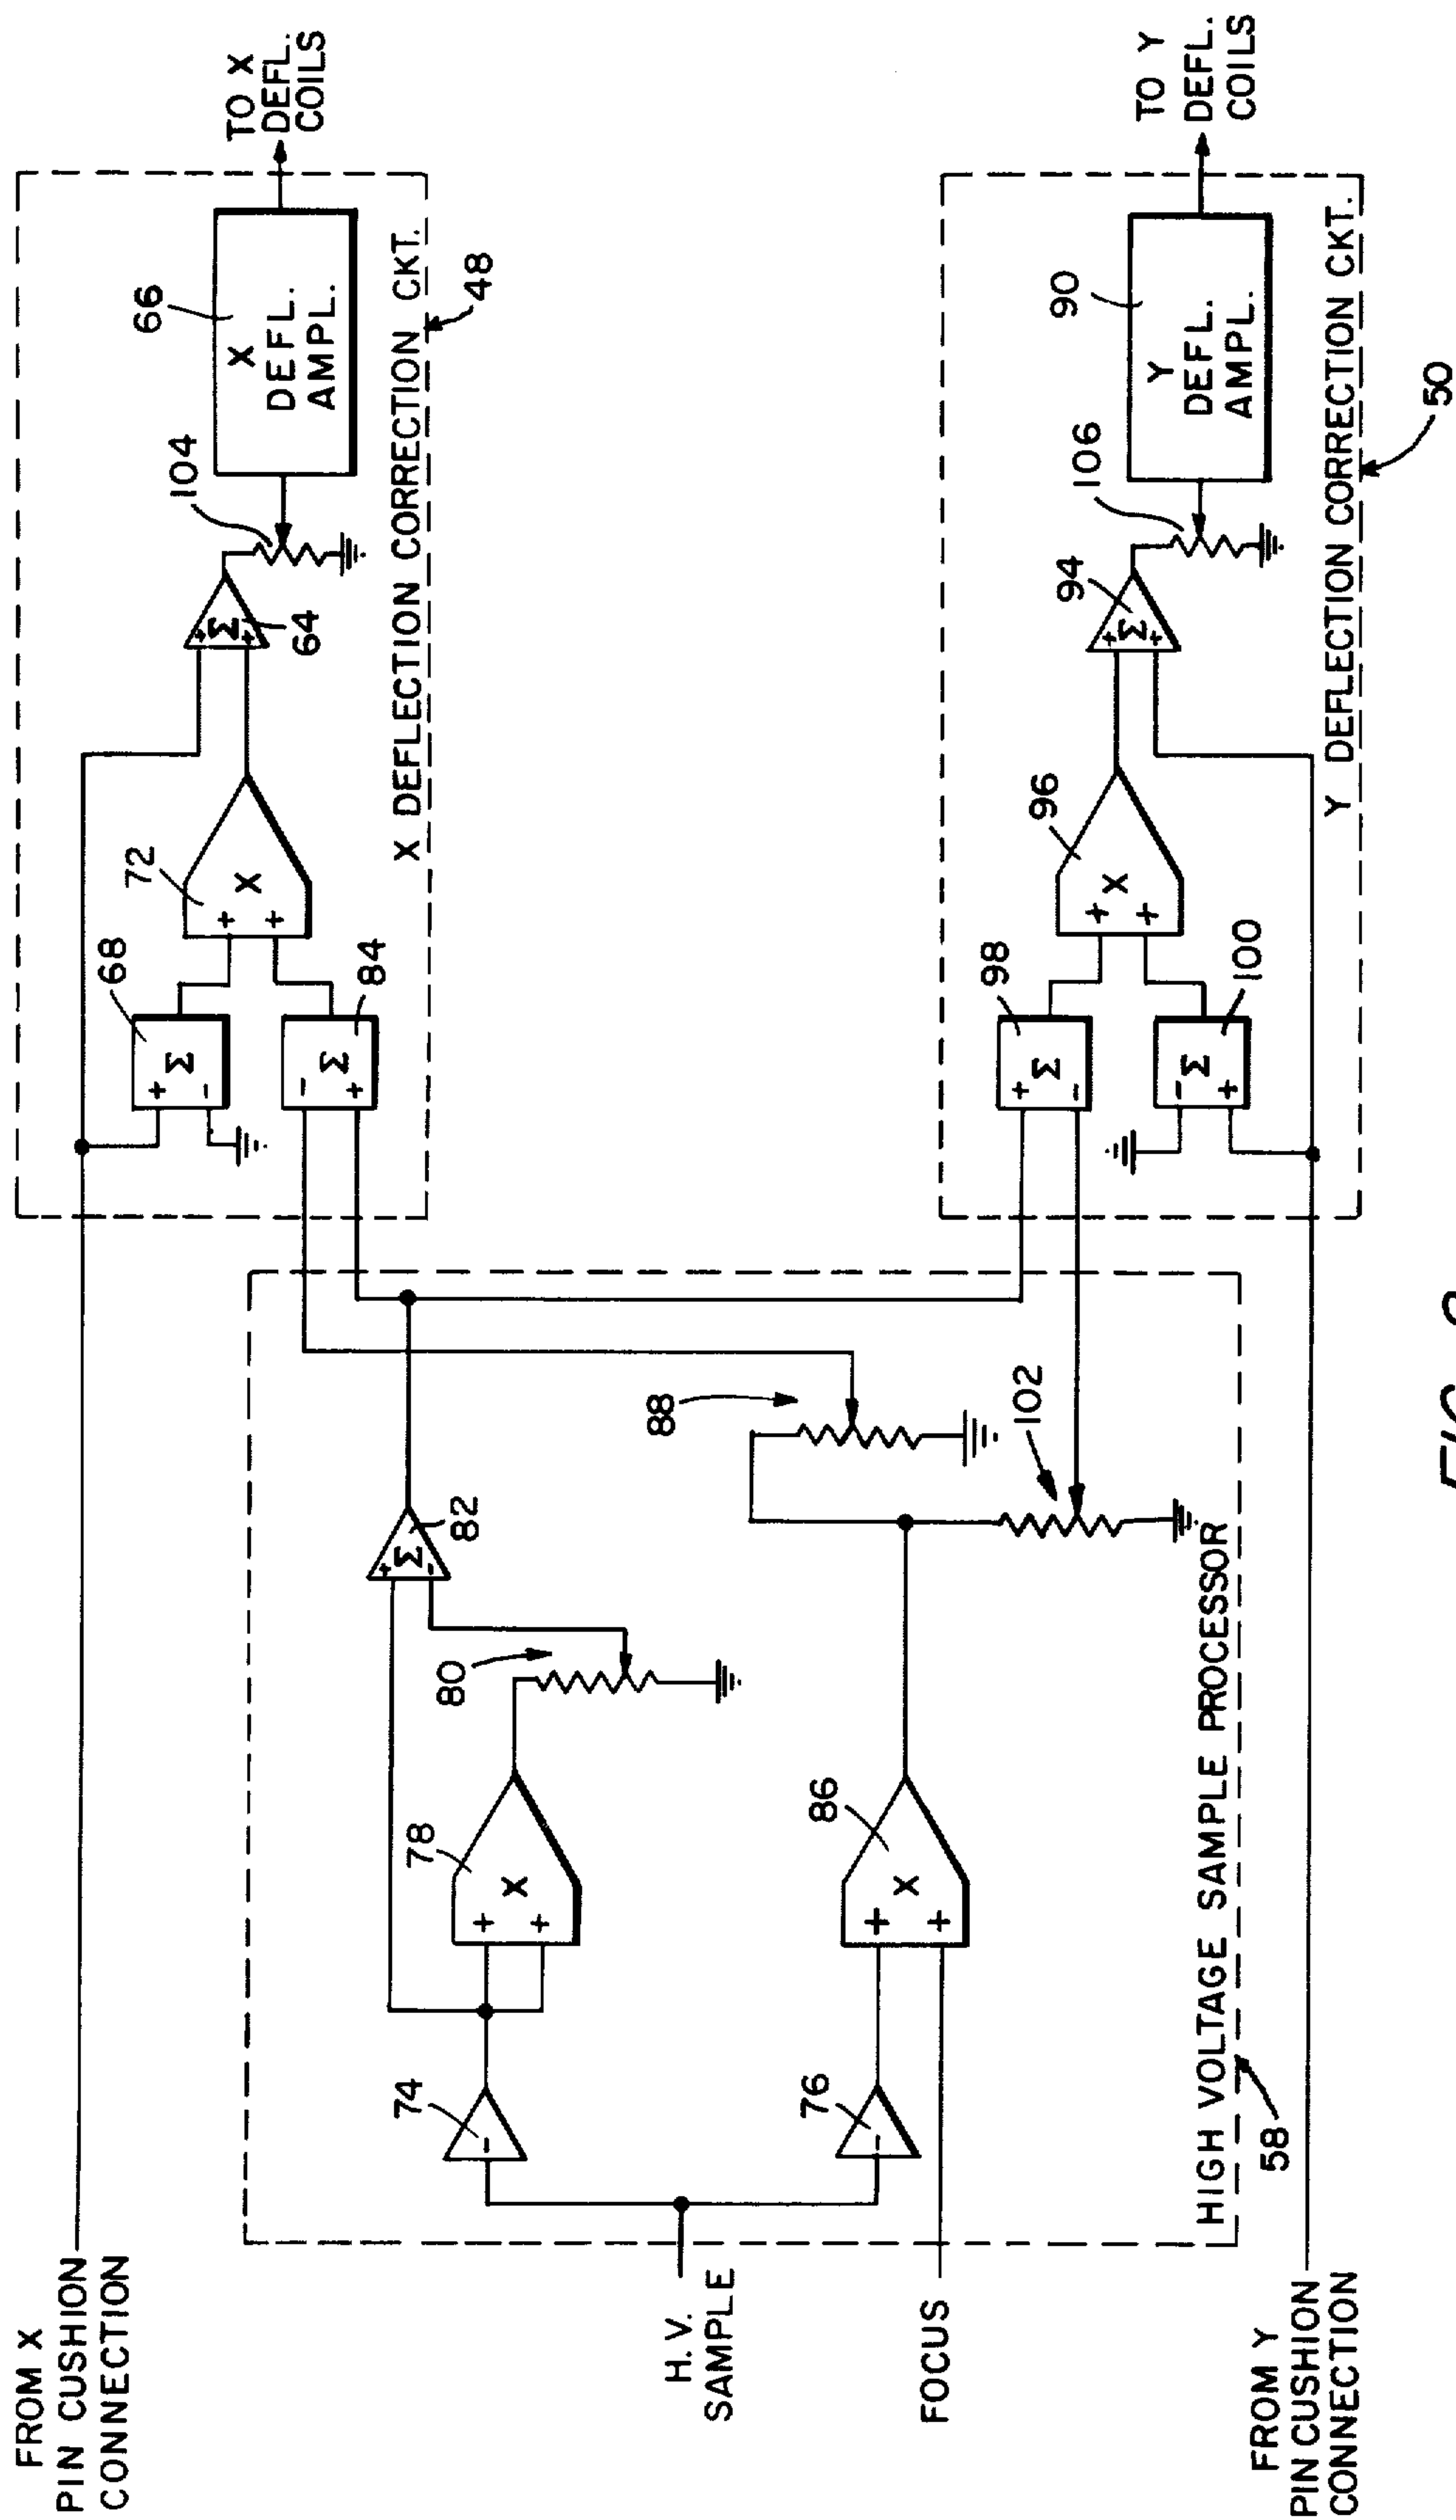 FROM X
PIN CUSHION
CONNECTION
68
+
Σ
-
84
-
Σ
+
72
+
+
X
64
+
Σ
+
104
66
X
DEFL.
AMPL.
TO X
DEFL.
COILS
X DEFLECTION CORRECTION CKT.
48
H.V.
SAMPLE
FOCUS
74
-
76
-
78
+
+
X
80
82
+
Σ
-
86
+
+
X
88
102
HIGH VOLTAGE SAMPLE PROCESSOR
58
FROM Y
PIN CUSHION
CONNECTION
98
+
Σ
-
100
-
Σ
+
96
+
+
X
94
+
Σ
+
106
90
Y
DEFL.
AMPL.
TO Y
DEFL.
COILS
Y DEFLECTION CORRECTION CKT.
50